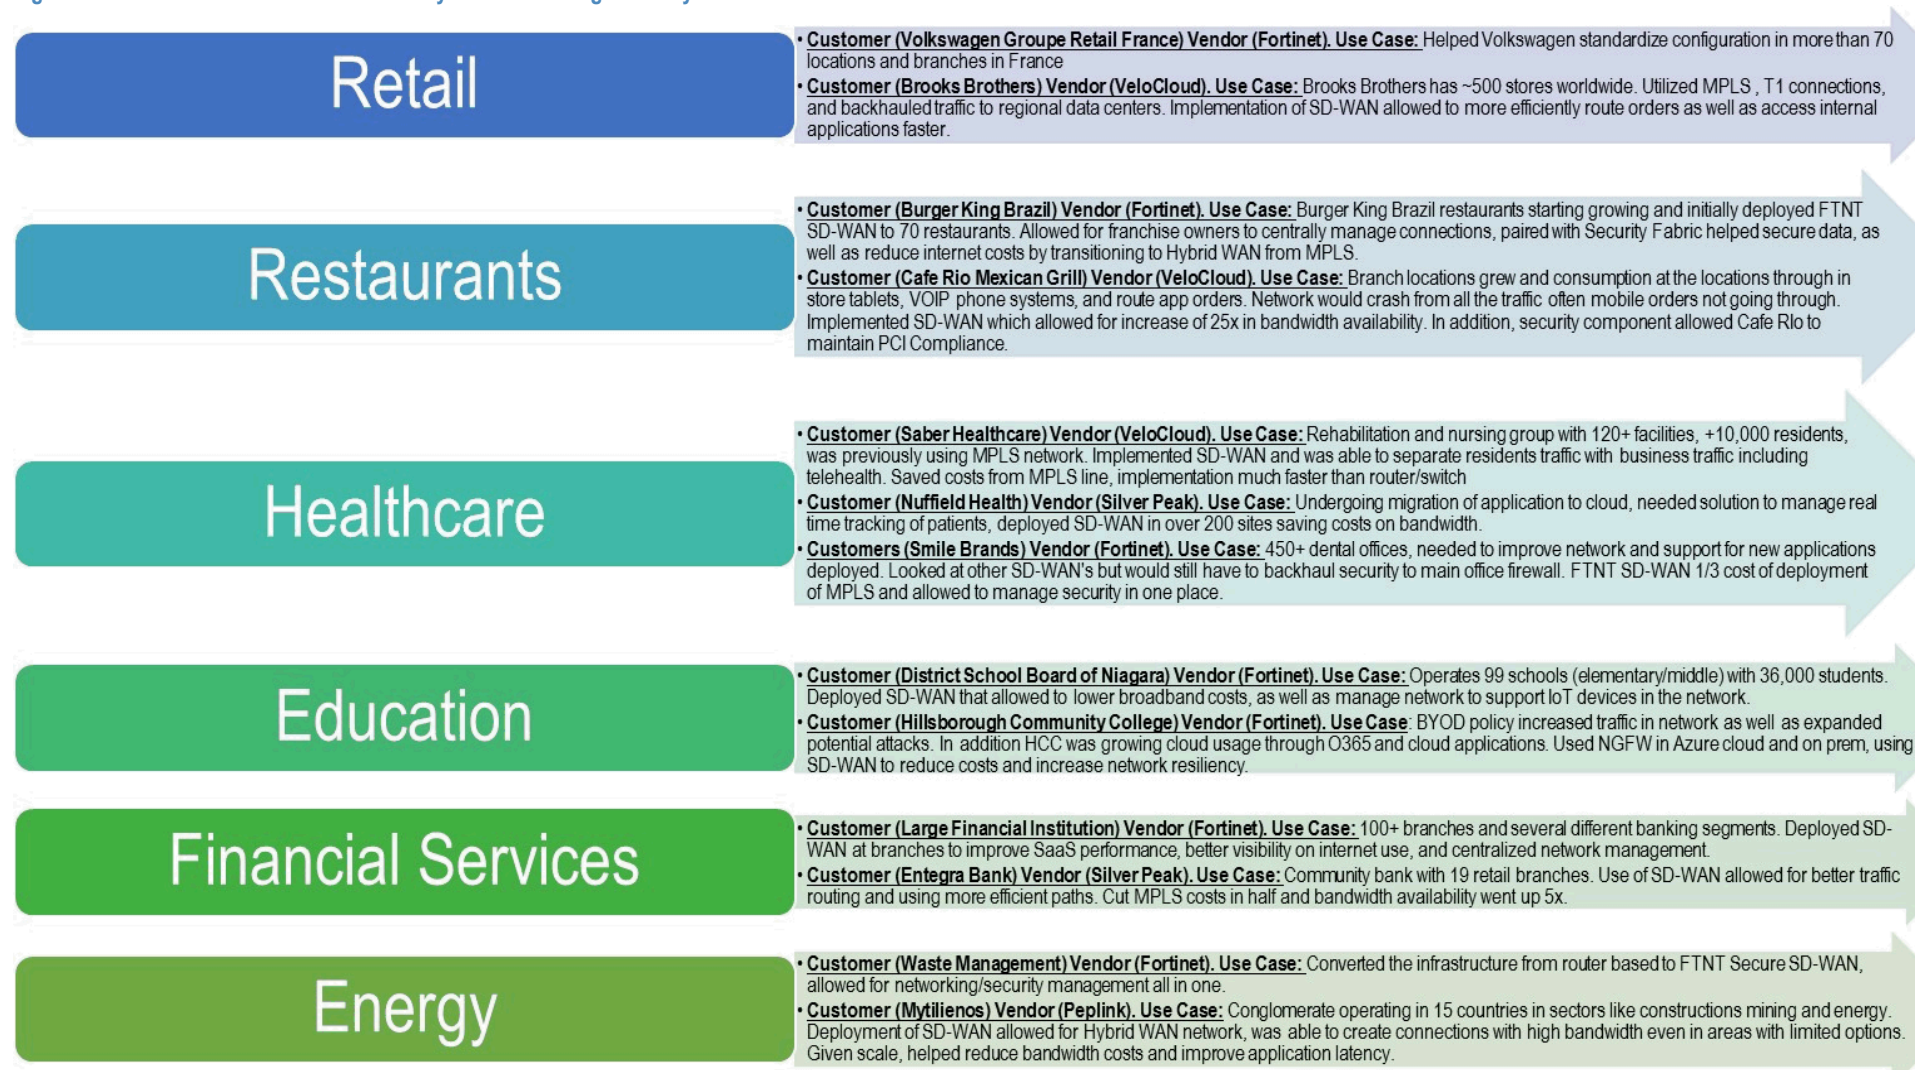 Retail
• Customer (Volkswagen Groupe Retail France) Vendor (Fortinet). Use Case: Helped Volkswagen standardize configuration in more than 70
locations and branches in France
• Customer (Brooks Brothers) Vendor (VeloCloud). Use Case: Brooks Brothers has ~500 stores worldwide. Utilized MPLS , T1 connections,
and backhauled traffic to regional data centers. Implementation of SD-WAN allowed to more efficiently route orders as well as access internal
applications faster.
Restaurants
• Customer (Burger King Brazil) Vendor (Fortinet). Use Case: Burger King Brazil restaurants starting growing and initially deployed FTNT
SD-WAN to 70 restaurants. Allowed for franchise owners to centrally manage connections, paired with Security Fabric helped secure data, as
well as reduce internet costs by transitioning to Hybrid WAN from MPLS.
• Customer (Cafe Rio Mexican Grill) Vendor (VeloCloud). Use Case: Branch locations grew and consumption at the locations through in
store tablets, VOIP phone systems, and route app orders. Network would crash from all the traffic often mobile orders not going through.
Implemented SD-WAN which allowed for increase of 25x in bandwidth availability. In addition, security component allowed Cafe RIo to
maintain PCI Compliance.
Healthcare
• Customer (Saber Healthcare) Vendor (VeloCloud). Use Case: Rehabilitation and nursing group with 120+ facilities, +10,000 residents,
was previously using MPLS network. Implemented SD-WAN and was able to separate residents traffic with business traffic including
telehealth. Saved costs from MPLS line, implementation much faster than router/switch
• Customer (Nuffield Health) Vendor (Silver Peak). Use Case: Undergoing migration of application to cloud, needed solution to manage real
time tracking of patients, deployed SD-WAN in over 200 sites saving costs on bandwidth.
• Customers (Smile Brands) Vendor (Fortinet). Use Case: 450+ dental offices, needed to improve network and support for new applications
deployed. Looked at other SD-WAN's but would still have to backhaul security to main office firewall. FTNT SD-WAN 1/3 cost of deployment
of MPLS and allowed to manage security in one place.
Education
• Customer (District School Board of Niagara) Vendor (Fortinet). Use Case: Operates 99 schools (elementary/middle) with 36,000 students.
Deployed SD-WAN that allowed to lower broadband costs, as well as manage network to support IoT devices in the network.
• Customer (Hillsborough Community College) Vendor (Fortinet). Use Case: BYOD policy increased traffic in network as well as expanded
potential attacks. In addition HCC was growing cloud usage through O365 and cloud applications. Used NGFW in Azure cloud and on prem, using
SD-WAN to reduce costs and increase network resiliency.
Financial Services
• Customer (Large Financial Institution) Vendor (Fortinet). Use Case: 100+ branches and several different banking segments. Deployed SD-
WAN at branches to improve SaaS performance, better visibility on internet use, and centralized network management.
• Customer (Entegra Bank) Vendor (Silver Peak). Use Case: Community bank with 19 retail branches. Use of SD-WAN allowed for better traffic
routing and using more efficient paths. Cut MPLS costs in half and bandwidth availability went up 5x.
Energy
• Customer (Waste Management) Vendor (Fortinet). Use Case: Converted the infrastructure from router based to FTNT Secure SD-WAN,
allowed for networking/security management all in one.
• Customer (Mytilienos) Vendor (Peplink). Use Case: Conglomerate operating in 15 countries in sectors like constructions mining and energy.
Deployment of SD-WAN allowed for Hybrid WAN network, was able to create connections with high bandwidth even in areas with limited options.
Given scale, helped reduce bandwidth costs and improve application latency.